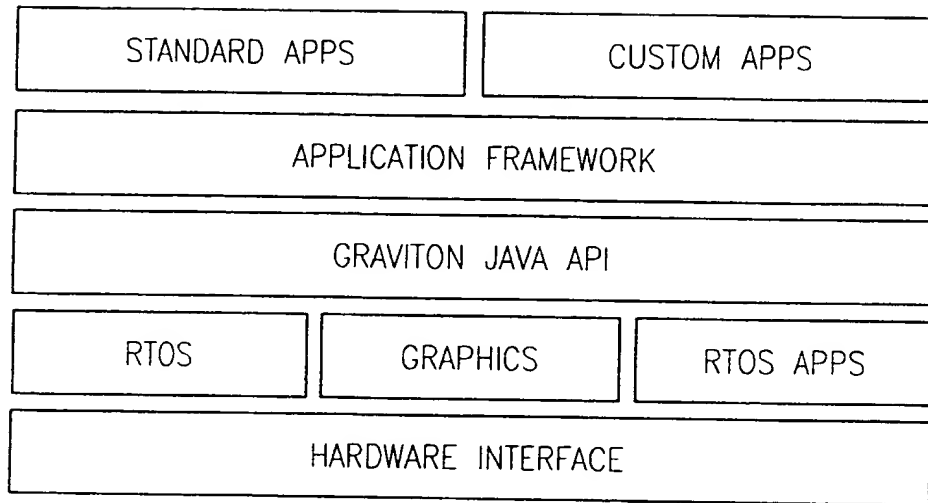 STANDARD APPS
CUSTOM APPS
APPLICATION FRAMEWORK
GRAVITON JAVA API
RTOS
GRAPHICS
RTOS APPS
HARDWARE INTERFACE